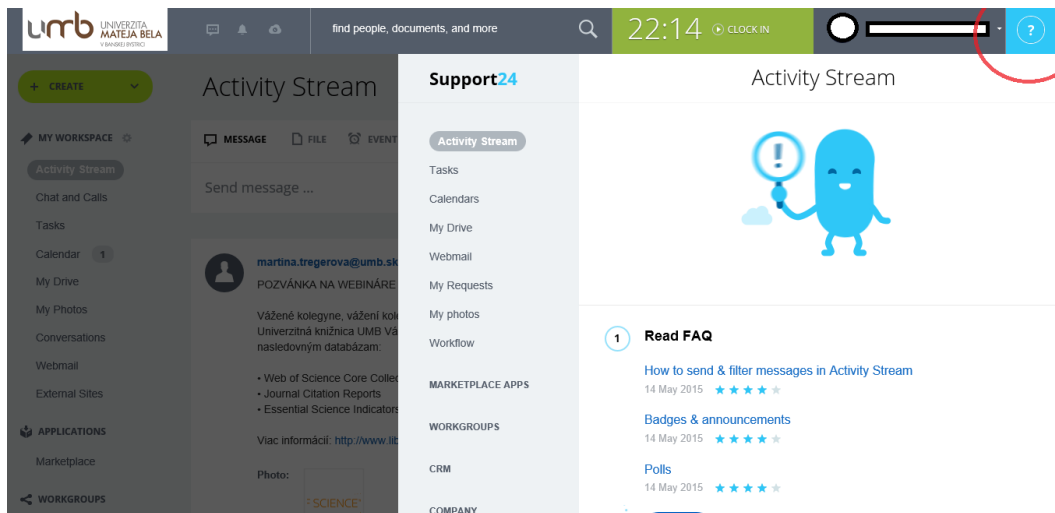 umb UNIVERZITA
MATEJA BELA
V BANSKEJ BYSTRICI
find people, documents, and more
22:14 CLOCK IN
?
+ CREATE
Activity Stream
MY WORKSPACE
Activity Stream
Chat and Calls
Tasks
Calendar 1
My Drive
My Photos
Conversations
Webmail
External Sites
APPLICATIONS
Marketplace
WORKGROUPS
MESSAGE FILE EVENT
Send message ...
martina.tregerova@umb.sk
POZVÁNKA NA WEBINÁRE
Vážené kolegyne, vážení
Univerzitná knižnica UMB
nasledovným databázam:
• Web of Science Core
• Journal Citation Reports
• Essential Science Indicators
Viac informácií: http://www.lib
Photo:
SCIENCE
Support24
Activity Stream
Tasks
Calendars
My Drive
Webmail
My Requests
My photos
Workflow
MARKETPLACE APPS
WORKGROUPS
CRM
COMPANY
Activity Stream
!
1 Read FAQ
How to send & filter messages in Activity Stream
14 May 2015
Badges & announcements
14 May 2015
Polls
14 May 2015